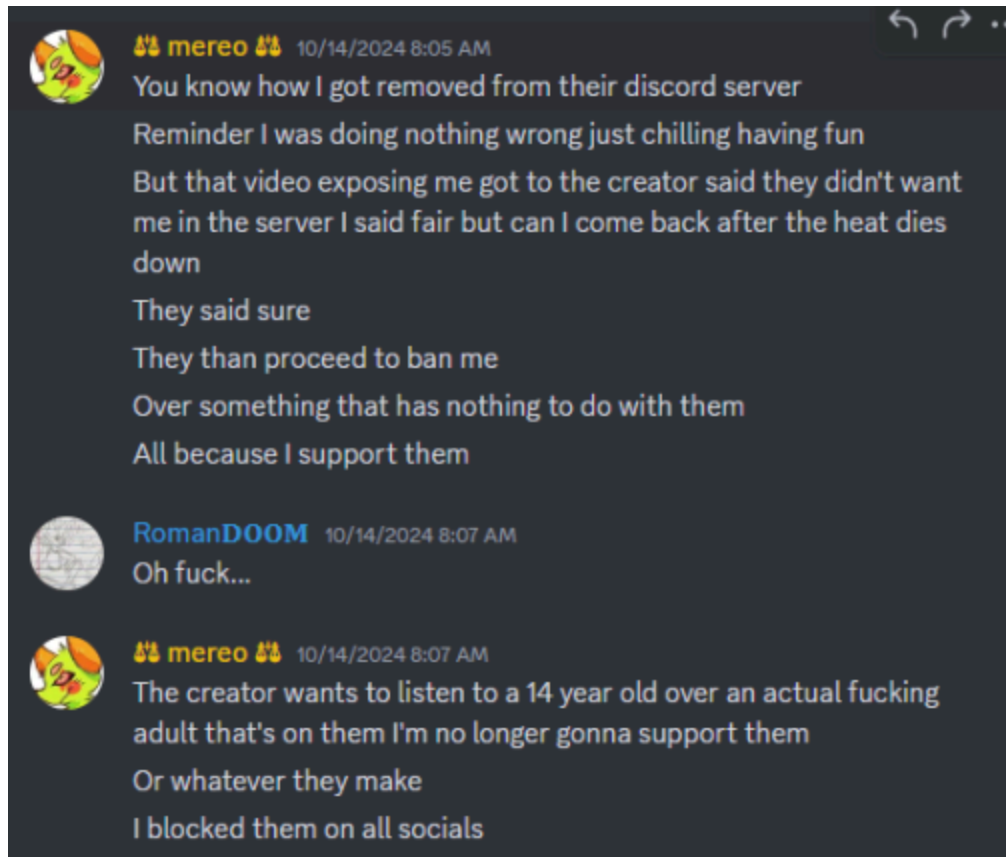 mereo 10/14/2024 8:05 AM
You know how I got removed from their discord server
Reminder I was doing nothing wrong just chilling having fun
But that video exposing me got to the creator said they didn't want
me in the server I said fair but can I come back after the heat dies
down
They said sure
They than proceed to ban me
Over something that has nothing to do with them
All because I support them
RomanDOOM 10/14/2024 8:07 AM
Oh fuck...
mereo 10/14/2024 8:07 AM
The creator wants to listen to a 14 year old over an actual fucking
adult that's on them I'm no longer gonna support them
Or whatever they make
I blocked them on all socials